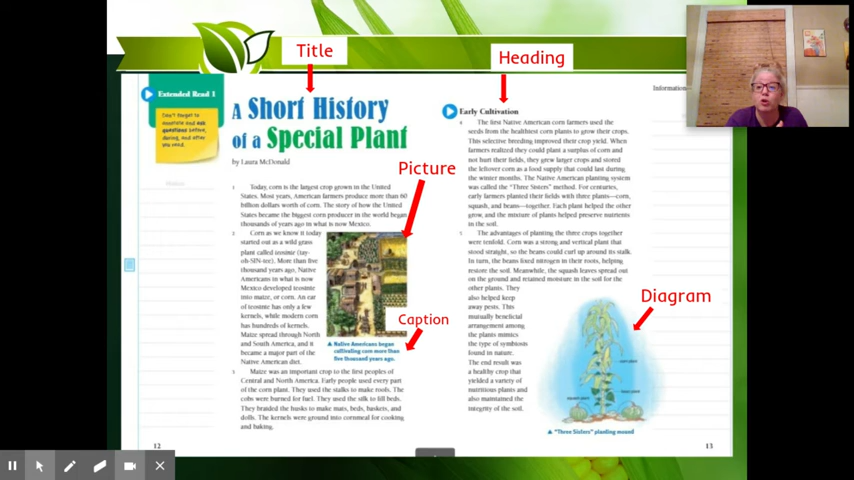 Title
Heading
Extended Read 1
Information
Don't forget to
annotate and ask
questions before,
during, and after
you read.
A Short History
of a Special Plant
by Laura McDonald
Picture
1 Today, corn is the largest crop grown in the United
States. Most years, American farmers produce more than 60
billion dollars worth of corn. The story of how the United
States became the biggest corn producer in the world began
thousands of years ago in what is now Mexico.
2 Corn as we know it today
started out as a wild grass
plant called teosinte (tay-
oh-SIN-tee). More than five
thousand years ago, Native
Americans in what is now
Mexico developed teosinte
into maize, or corn. An ear
of teosinte has only a few
kernels, while modern corn
has hundreds of kernels.
Maize spread through North
and South America, and it
became a major part of the
Native American diet.
Caption
▲ Native Americans began
cultivating corn more than
five thousand years ago.
3 Maize was an important crop to the first peoples of
Central and North America. Early people used every part
of the corn plant. They used the stalks to make roofs. The
cobs were burned for fuel. They used the silk to fill beds.
They braided the husks to make mats, beds, baskets, and
dolls. The kernels were ground into cornmeal for cooking
and baking.
12
Early Cultivation
4 The first Native American corn farmers used the
seeds from the healthiest corn plants to grow their crops.
This selective breeding improved their crop yield. When
farmers realized they could plant a surplus of corn and
not hurt their fields, they grew larger crops and stored
the leftover corn as a food supply that could last during
the winter months. The Native American planting system
was called the "Three Sisters" method. For centuries,
early farmers planted their fields with three plants—corn,
squash, and beans—together. Each plant helped the other
grow, and the mixture of plants helped preserve nutrients
in the soil.
5 The advantages of planting the three crops together
were tenfold. Corn was a strong and vertical plant that
stood straight, so the beans could curl up around its stalk.
In turn, the beans fixed nitrogen in their roots, helping
restore the soil. Meanwhile, the squash leaves spread out
on the ground and retained moisture in the soil for the
other plants. They
also helped keep
away pests. This
mutually beneficial
arrangement among
the plants mimics
the type of symbiosis
found in nature.
The end result was
a healthy crop that
yielded a variety of
nutritious plants and
also maintained the
integrity of the soil.
Diagram
corn plant
bean plant
squash plant
▲ "Three Sisters" planting mound.
13